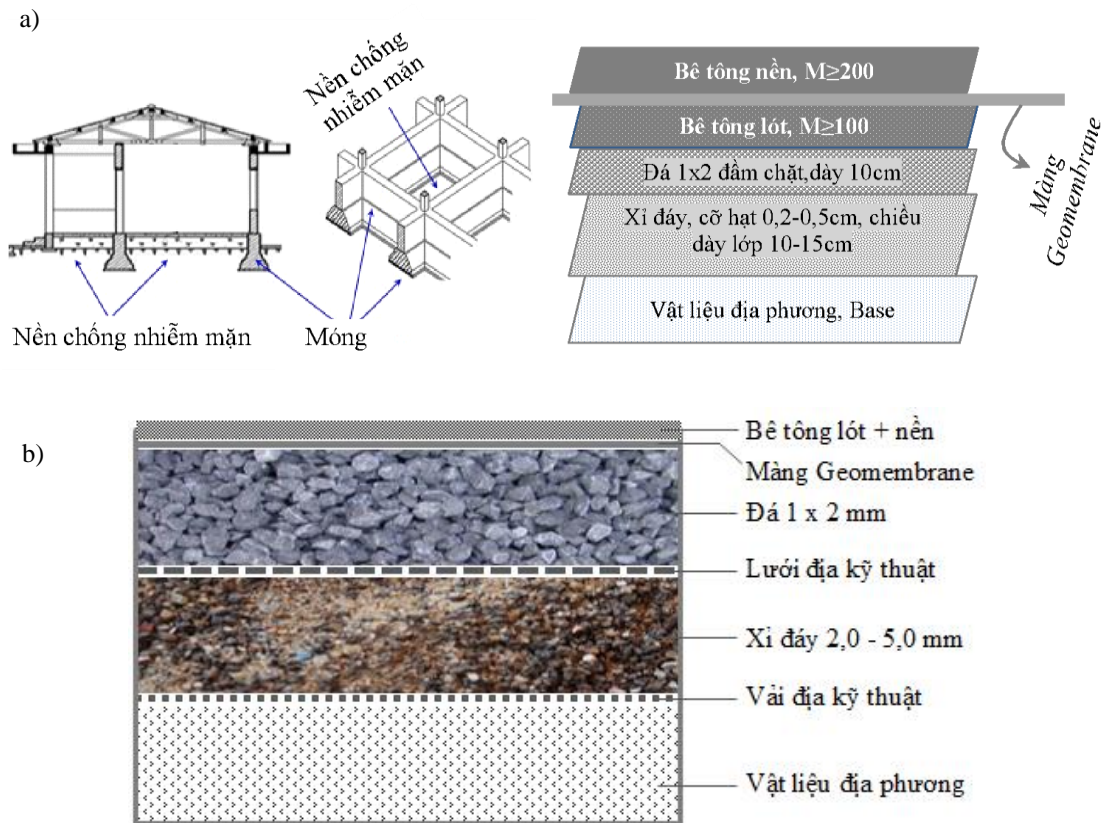 a)
Nền chống
nhiễm mặn
Nền chống nhiễm mặn
Móng
Bê tông nền, M≥200
Bê tông lót, M≥100
Đá 1x2 đầm chặt,dày 10cm
Xỉ đáy, cỡ hạt 0,2-0,5cm, chiều
dày lớp 10-15cm
Vật liệu địa phương, Base
Màng
Geomembrane
b)
Bê tông lót + nền
Màng Geomembrane
Đá 1 x 2 mm
Lưới địa kỹ thuật
Xỉ đáy 2,0 - 5,0 mm
Vải địa kỹ thuật
Vật liệu địa phương